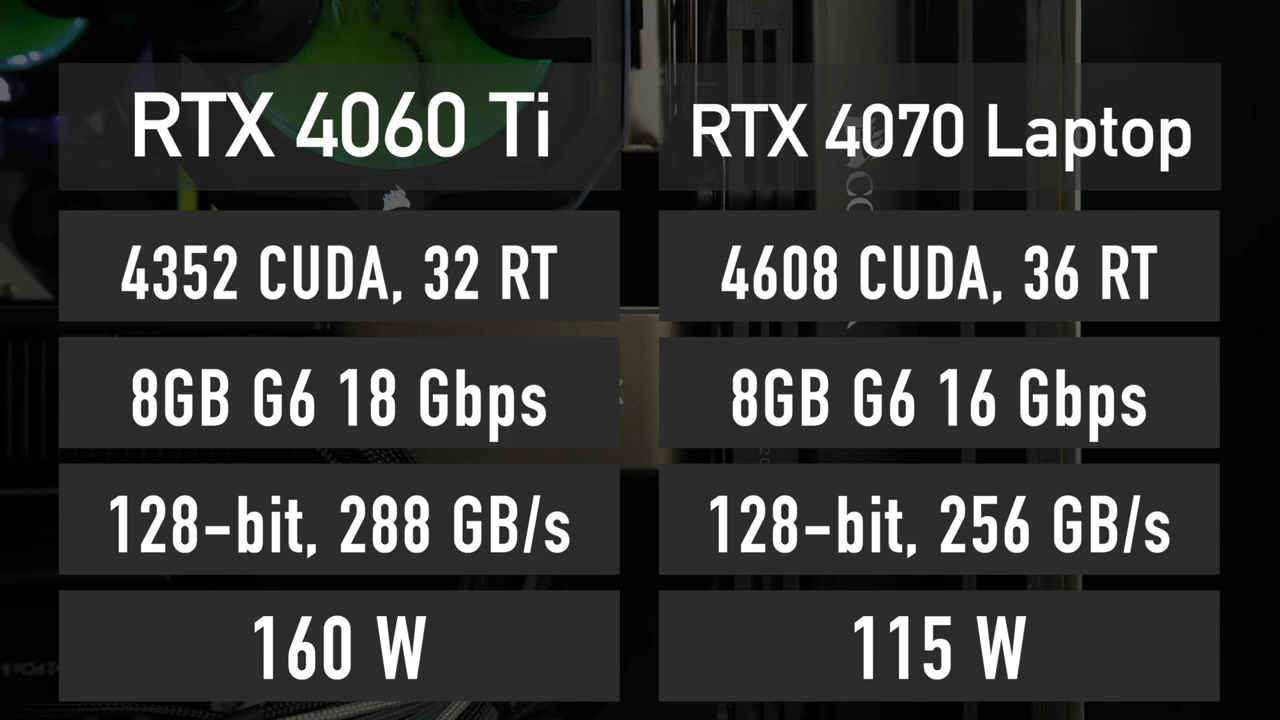 RTX 4060 Ti
RTX 4070 Laptop
4352 CUDA, 32 RT
4608 CUDA, 36 RT
8GB G6 18 Gbps
8GB G6 16 Gbps
128-bit, 288 GB/s
128-bit, 256 GB/s
160 W
115 W